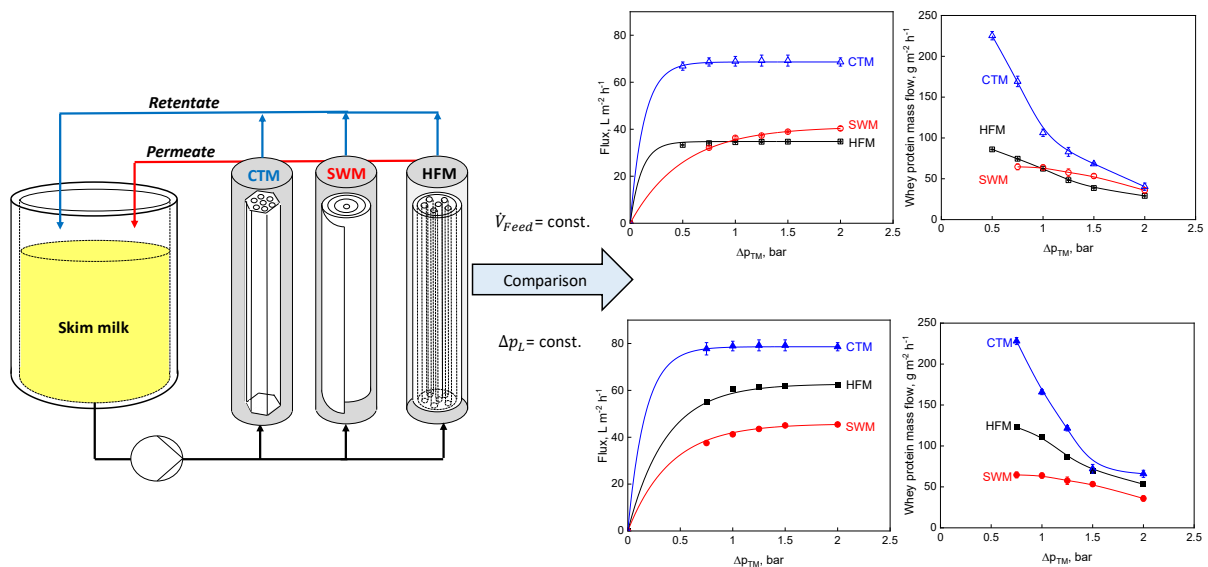 Retentate
Permeate
CTM
SWM
HFM
Skim milk
V̇Feed = const.
Comparison
ΔpL = const.
Flux, L m-2 h-1
80
60
40
20
0
CTM
SWM
HFM
0 0.5 1 1.5 2 2.5
ΔpTM, bar
Whey protein mass flow, g m-2 h-1
250
200
150
100
50
0
CTM
HFM
SWM
0 0.5 1 1.5 2 2.5
ΔpTM, bar
Flux, L m-2 h-1
80
60
40
20
0
CTM
HFM
SWM
0 0.5 1 1.5 2 2.5
ΔpTM, bar
Whey protein mass flow, g m-2 h-1
250
200
150
100
50
0
CTM
HFM
SWM
0 0.5 1 1.5 2 2.5
ΔpTM, bar